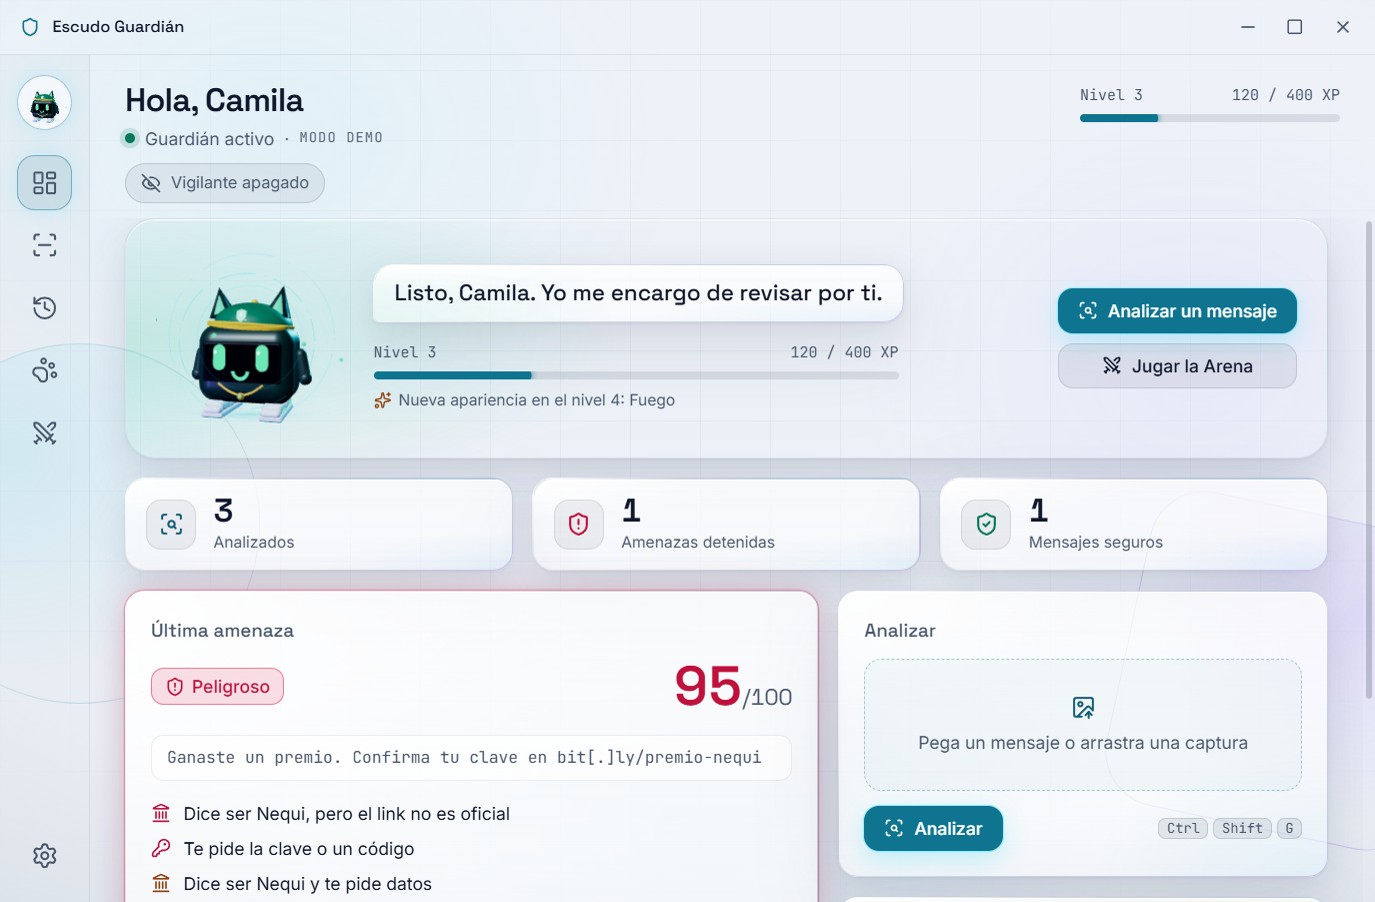 Escudo Guardián
Hola, Camila
Guardián activo · MODO DEMO
Vigilante apagado
Nivel 3 120 / 400 XP
Listo, Camila. Yo me encargo de revisar por ti.
Nivel 3 120 / 400 XP
Nueva apariencia en el nivel 4: Fuego
Analizar un mensaje
Jugar la Arena
3
Analizados
1
Amenazas detenidas
1
Mensajes seguros
Última amenaza
Peligroso
95/100
Ganaste un premio. Confirma tu clave en bit[.]ly/premio-nequi
Dice ser Nequi, pero el link no es oficial
Te pide la clave o un código
Dice ser Nequi y te pide datos
Analizar
Pega un mensaje o arrastra una captura
Analizar
Ctrl Shift G